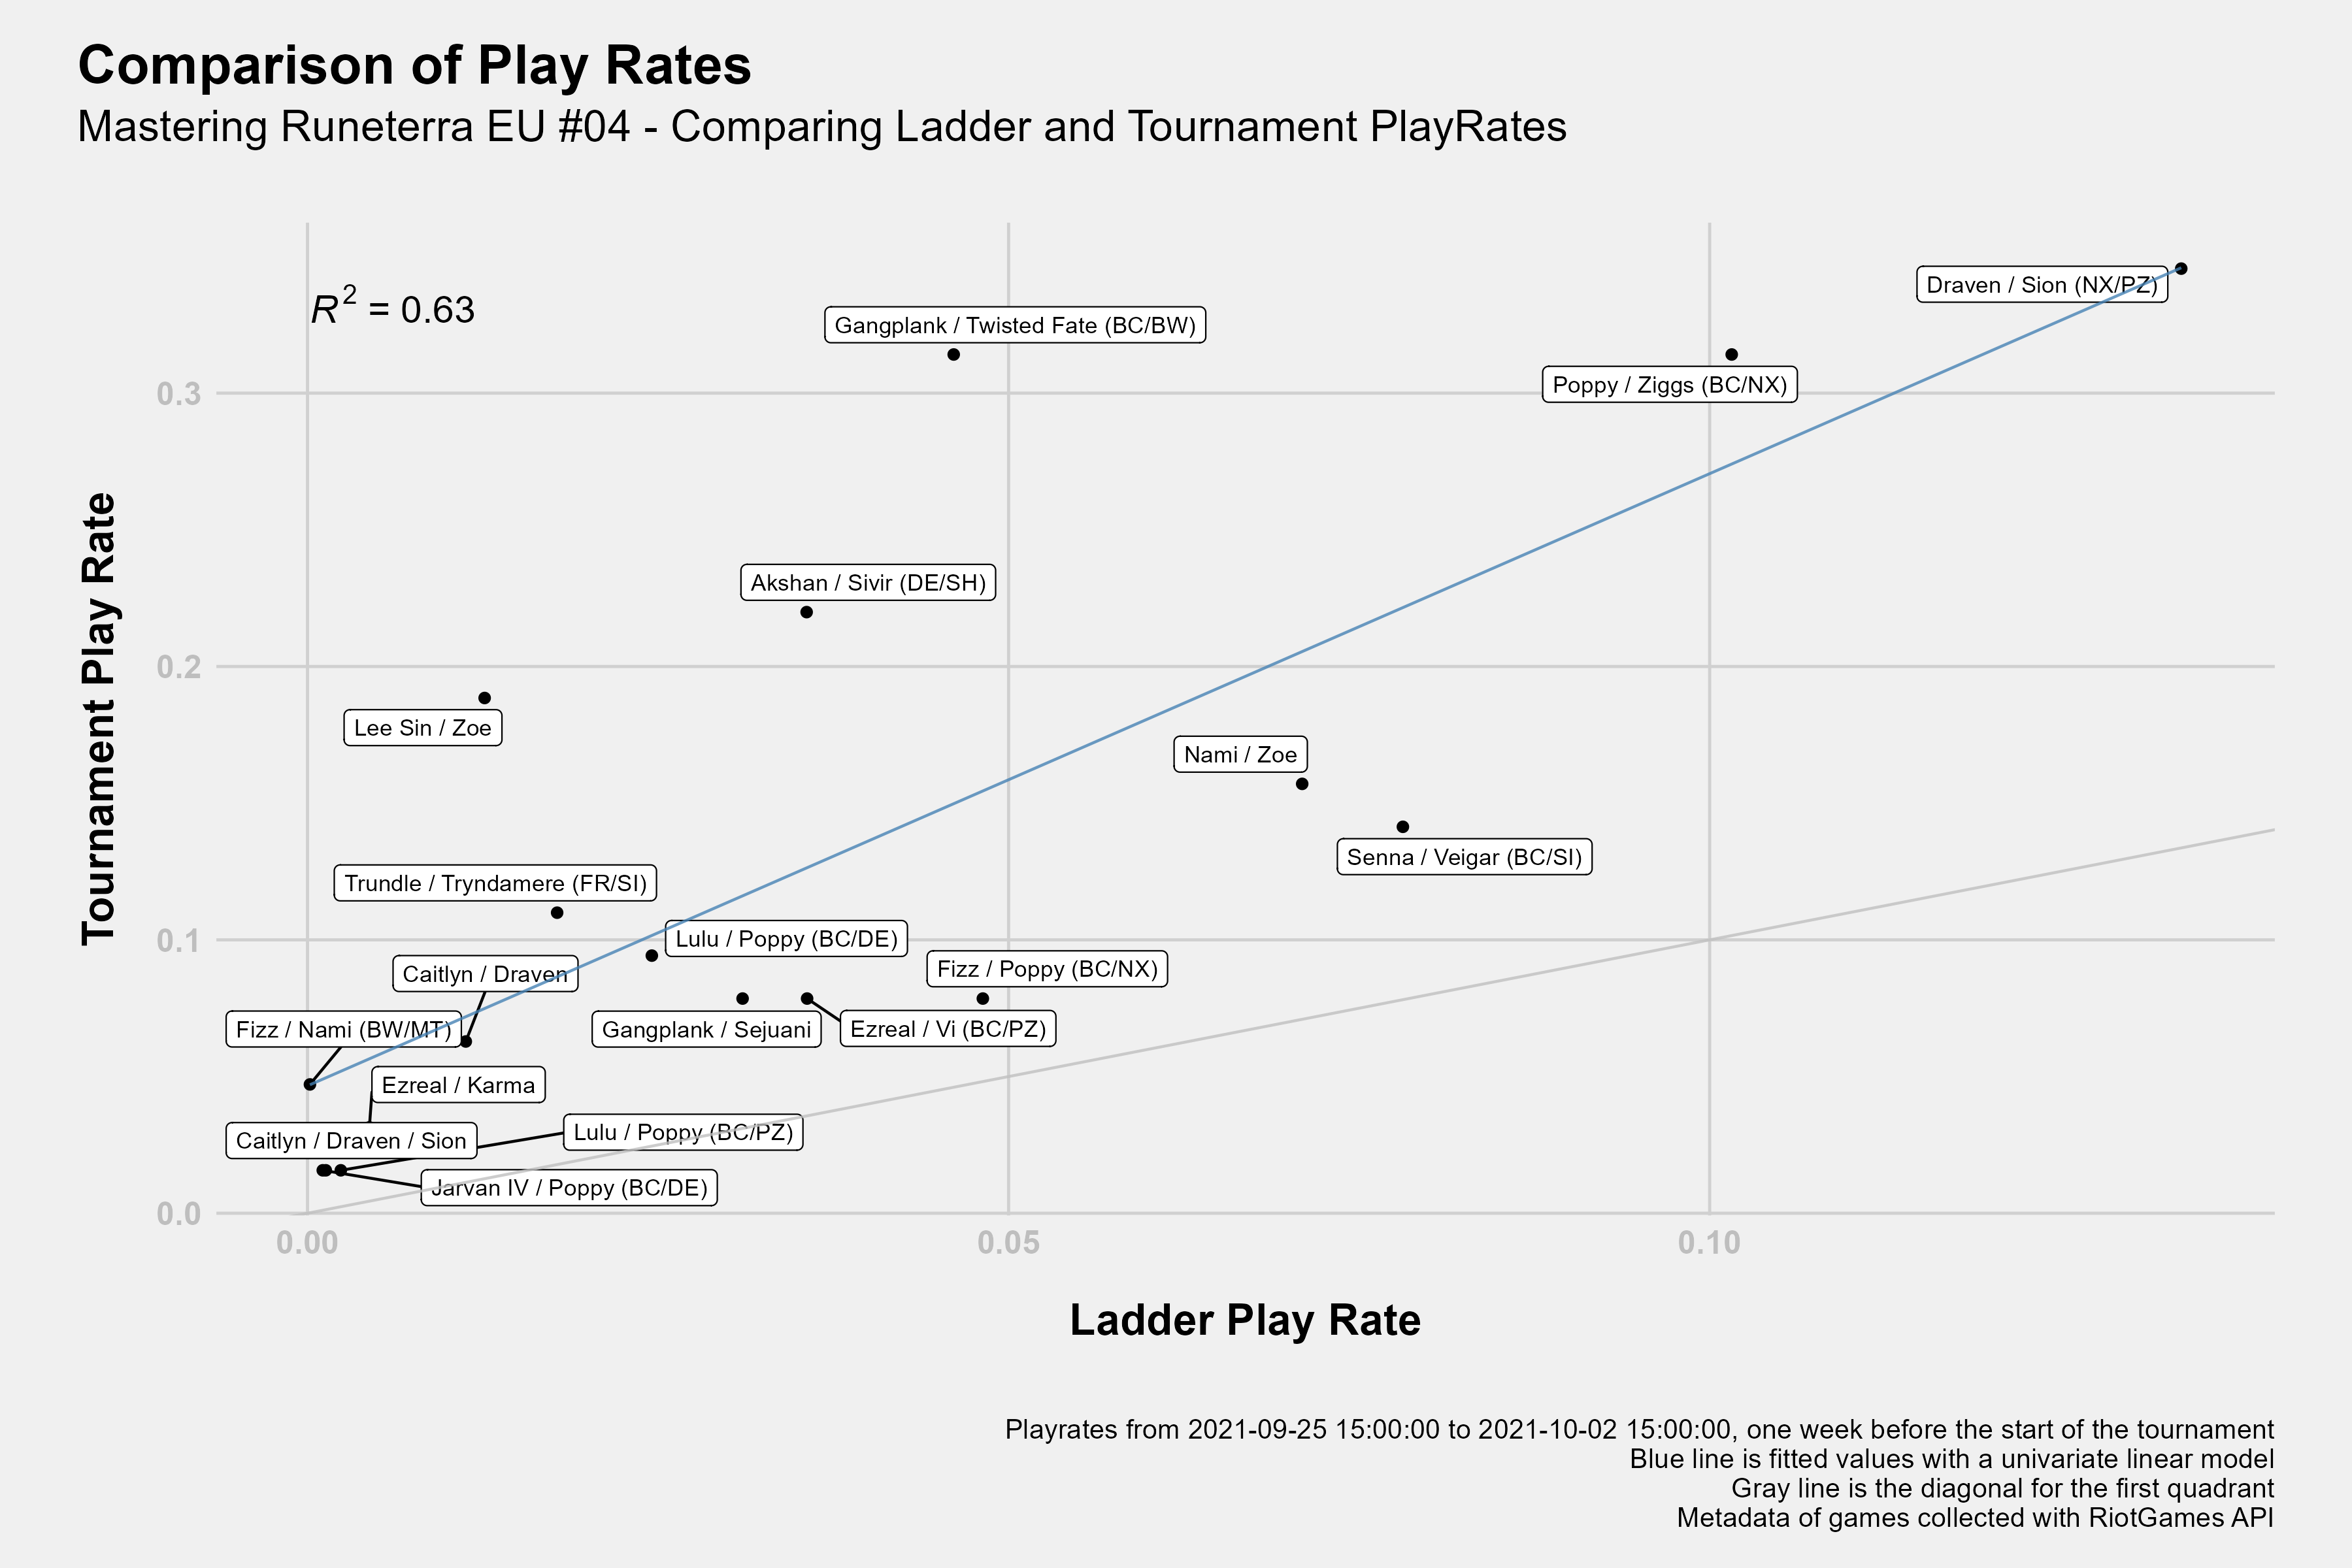 Comparison of Play Rates
Mastering Runeterra EU #04 - Comparing Ladder and Tournament PlayRates
R² = 0.63
Draven / Sion (NX/PZ)
Gangplank / Twisted Fate (BC/BW)
Poppy / Ziggs (BC/NX)
0.3
Akshan / Sivir (DE/SH)
0.2
Lee Sin / Zoe
Nami / Zoe
Senna / Veigar (BC/SI)
Trundle / Tryndamere (FR/SI)
0.1
Lulu / Poppy (BC/DE)
Caitlyn / Draven
Fizz / Poppy (BC/NX)
Fizz / Nami (BW/MT)
Gangplank / Sejuani
Ezreal / Vi (BC/PZ)
Ezreal / Karma
Caitlyn / Draven / Sion
Lulu / Poppy (BC/PZ)
Jarvan IV / Poppy (BC/DE)
0.0
Tournament Play Rate
0.00
0.05
0.10
Ladder Play Rate
Playrates from 2021-09-25 15:00:00 to 2021-10-02 15:00:00, one week before the start of the tournament
Blue line is fitted values with a univariate linear model
Gray line is the diagonal for the first quadrant
Metadata of games collected with RiotGames API